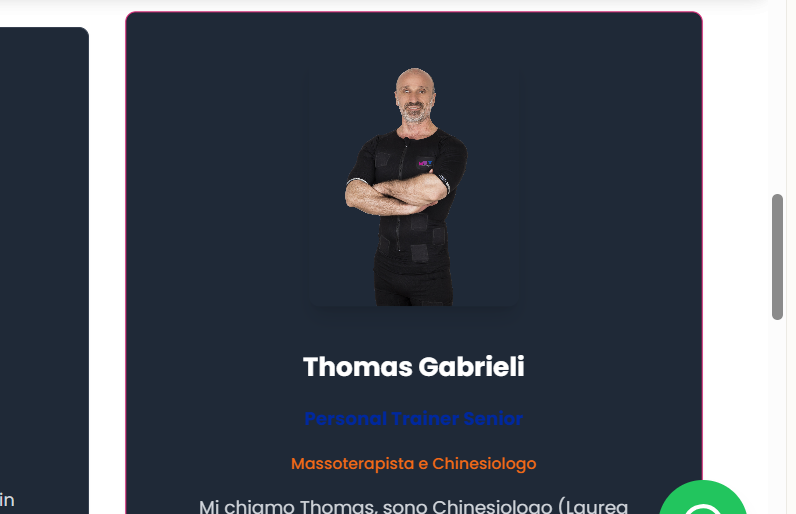 Thomas Gabrieli
Personal Trainer Senior
Massoterapista e Chinesiologo
in
Mi chiamo Thomas, sono Chinesiologo (Laurea